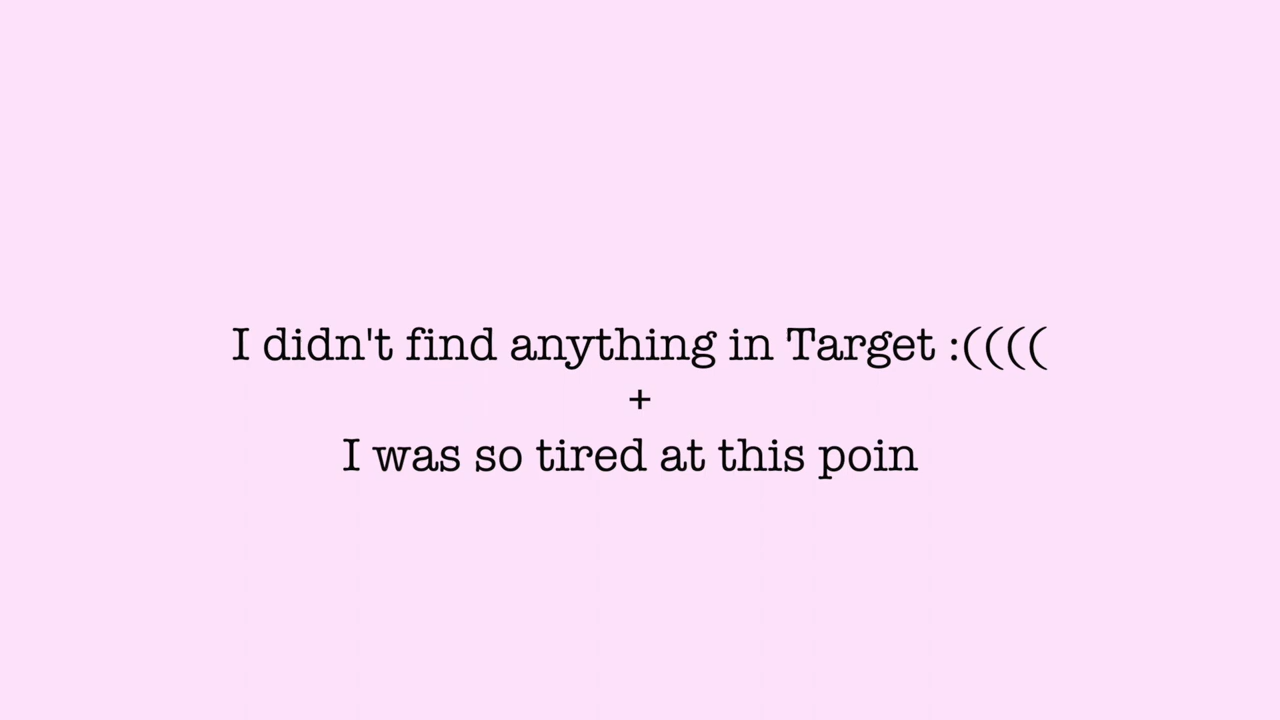 I didn't find anything in Target :((((
+
I was so tired at this poin